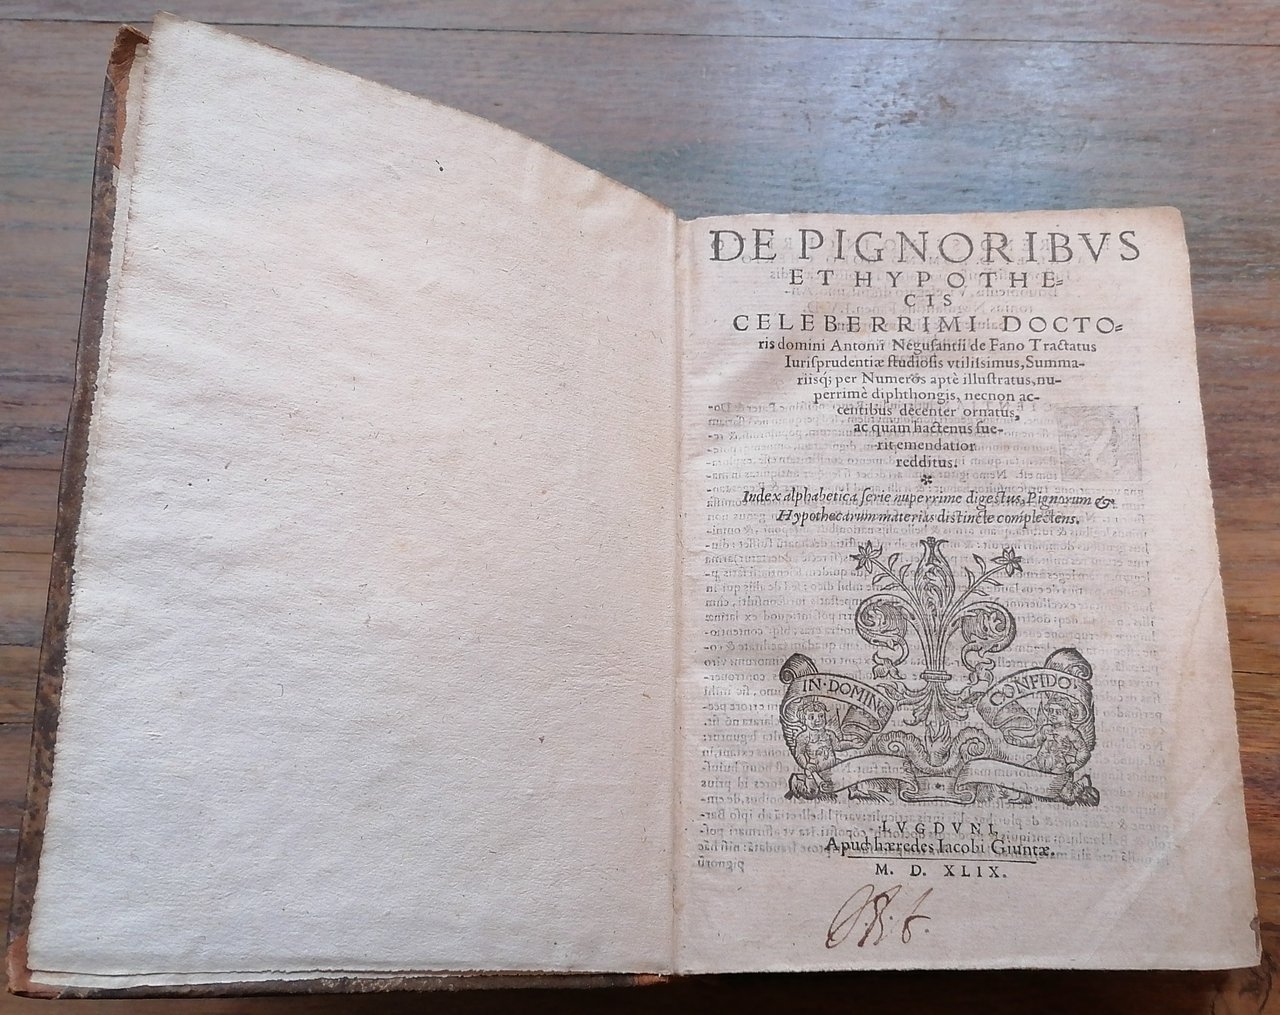 DE PIGNORIBVS
ET HYPOTHE=
CIS
CELEBERRIMI DOCTO=
ris domini Antonii Negusantii de Fano Tractatus
Iurisprudentiæ studiosis vtilissimus, Summa-
riisq́; per Numeros aptè illustratus, nu-
perrimè diphthongis, necnon ac-
centibus decenter ornatus,
ac quam hactenus fue-
rit emendatior
redditus.
Index alphabetica serie nuperrime digestus, Pignorum &
Hypothecarum materias distincte complectens.
IN·DOMINO CONFIDO
LVGDVNI,
Apud hæredes Iacobi Giuntæ.
M. D. XLIX.